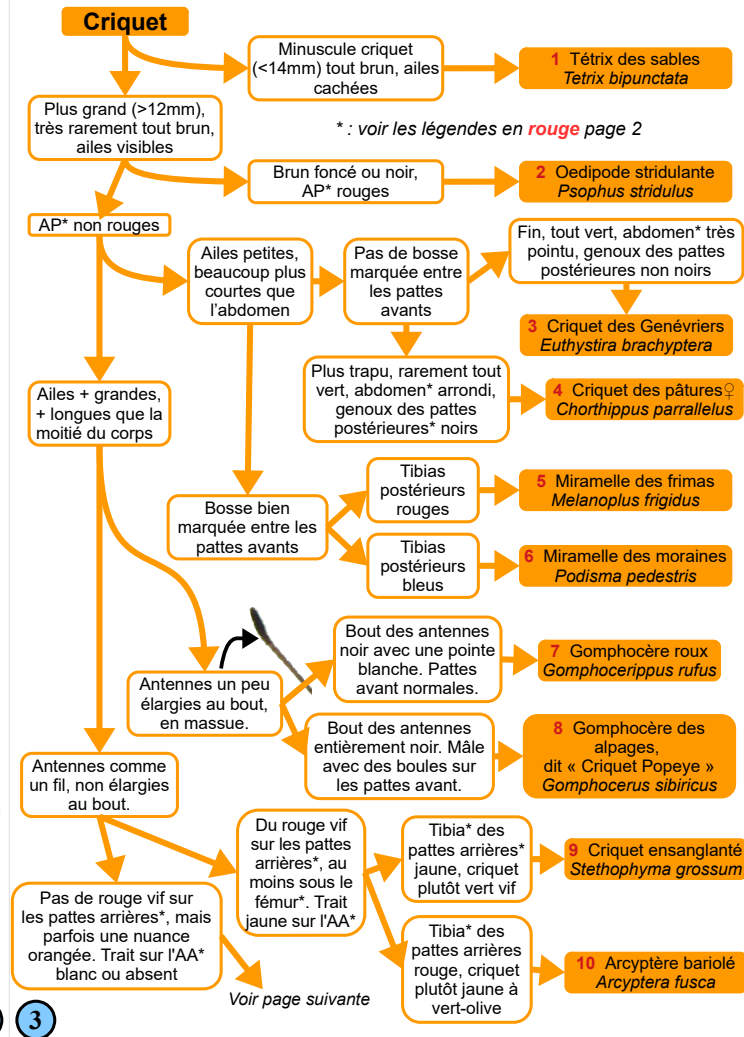 Criquet
Minuscule criquet
(<14mm) tout brun, ailes
cachées
1 Tétrix des sables
Tetrix bipunctata
Plus grand (>12mm),
très rarement tout brun,
ailes visibles
* : voir les légendes en rouge page 2
Brun foncé ou noir,
AP* rouges
2 Oedipode stridulante
Psophus stridulus
AP* non rouges
Ailes petites,
beaucoup plus
courtes que
l'abdomen
Pas de bosse
marquée entre
les pattes
avants
Fin, tout vert, abdomen* très
pointu, genoux des pattes
postérieures non noirs
3 Criquet des Genévriers
Euthystira brachyptera
Plus trapu, rarement tout
vert, abdomen* arrondi,
genoux des pattes
postérieures* noirs
4 Criquet des pâtures♀
Chorthippus parrallelus
Ailes + grandes,
+ longues que la
moitié du corps
Bosse bien
marquée entre les
pattes avants
Tibias
postérieurs
rouges
5 Miramelle des frimas
Melanoplus frigidus
Tibias
postérieurs
bleus
6 Miramelle des moraines
Podisma pedestris
Antennes un peu
élargies au bout,
en massue.
Bout des antennes
noir avec une pointe
blanche. Pattes
avant normales.
7 Gomphocère roux
Gomphocerippus rufus
Bout des antennes
entièrement noir. Mâle
avec des boules sur
les pattes avant.
8 Gomphocère des
alpages,
dit « Criquet Popeye »
Gomphocerus sibiricus
Antennes comme
un fil, non élargies
au bout.
Du rouge vif
sur les pattes
arrières*, au
moins sous le
fémur*. Trait
jaune sur l'AA*
Tibia* des
pattes arrières*
jaune, criquet
plutôt vert vif
9 Criquet ensanglanté
Stethophyma grossum
Tibia* des
pattes arrières
rouge, criquet
plutôt jaune à
vert-olive
10 Arcyptère bariolé
Arcyptera fusca
Pas de rouge vif sur
les pattes arrières*, mais
parfois une nuance
orangée. Trait sur l'AA*
blanc ou absent
Voir page suivante
3